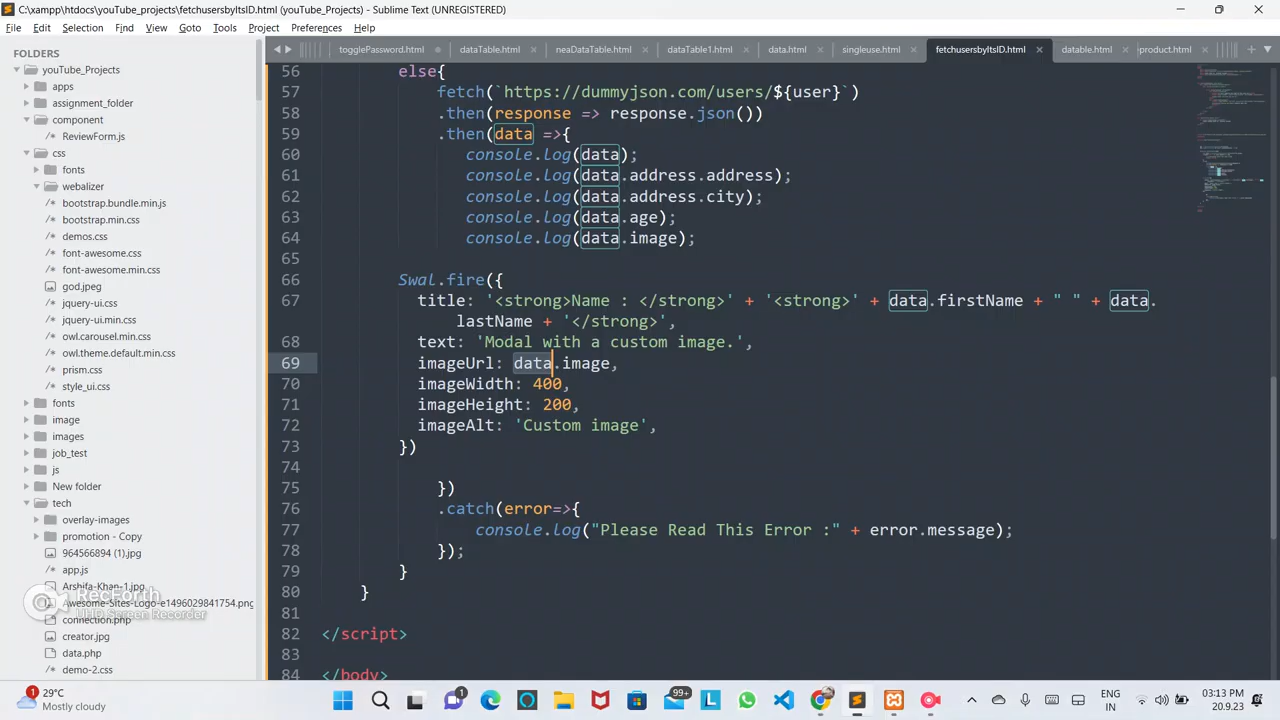 C:\xampp\htdocs\youTube_projects\fetchusersbyItsID.html (youTube_Projects) - Sublime Text (UNREGISTERED)
File Edit Selection Find View Goto Tools Project Preferences Help
FOLDERS
youTube_Projects
apps
assignment_folder
component
ReviewForm.js
css
fonts
webalizer
bootstrap.bundle.min.js
bootstrap.min.css
demos.css
font-awesome.css
font-awesome.min.css
god.jpeg
jquery-ui.css
jquery-ui.min.css
owl.carousel.min.css
owl.theme.default.min.css
prism.css
style_ui.css
fonts
image
images
job_test
js
New folder
tech
overlay-images
promotion - Copy
964566894 (1).jpg
app.js
Arshifa-Khan-1.jpg
Awesome-Sites-Logo-e1496029841754.png
connection.php
creator.jpg
data.php
demo-2.css
RecForth
UHG Screen Recorder
togglePassword.html dataTable.html neaDataTable.html dataTable1.html data.html singleuse.html fetchusersbyItsID.html datable.html product.html
56 else{
57 fetch(`https://dummyjson.com/users/${user}`)
58 .then(response => response.json())
59 .then(data =>{
60 console.log(data);
61 console.log(data.address.address);
62 console.log(data.address.city);
63 console.log(data.age);
64 console.log(data.image);
65
66 Swal.fire({
67 title: '<strong>Name : </strong>' + '<strong>' + data.firstName + " " + data.
lastName + '</strong>',
68 text: 'Modal with a custom image.',
69 imageUrl: data.image,
70 imageWidth: 400,
71 imageHeight: 200,
72 imageAlt: 'Custom image',
73 })
74
75 })
76 .catch(error=>{
77 console.log("Please Read This Error :" + error.message);
78 });
79 }
80 }
81
82 </script>
83
84 </body>
1
29°C
Mostly cloudy
1
99+
L
ENG
IN
03:13 PM
20.9.23